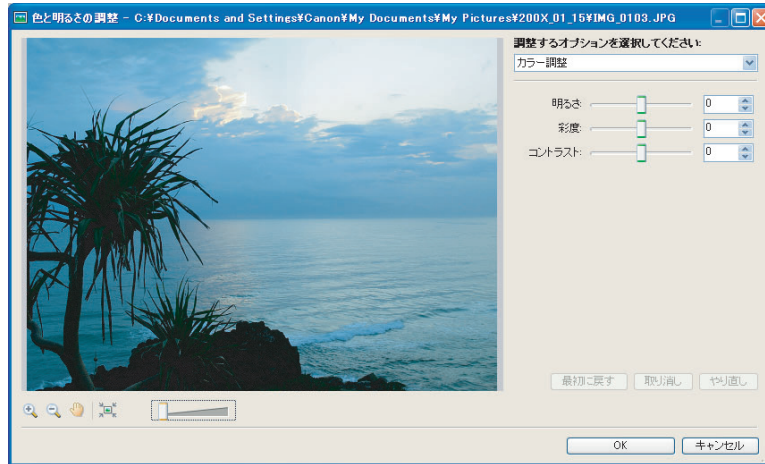 色と明るさの調整 - C:¥Documents and Settings¥Canon¥My Documents¥My Pictures¥200X_01_15¥IMG_0103.JPG
調整するオプションを選択してください:
カラー調整
明るさ: 0
彩度: 0
コントラスト: 0
最初に戻す 取り消し やり直し
OK キャンセル